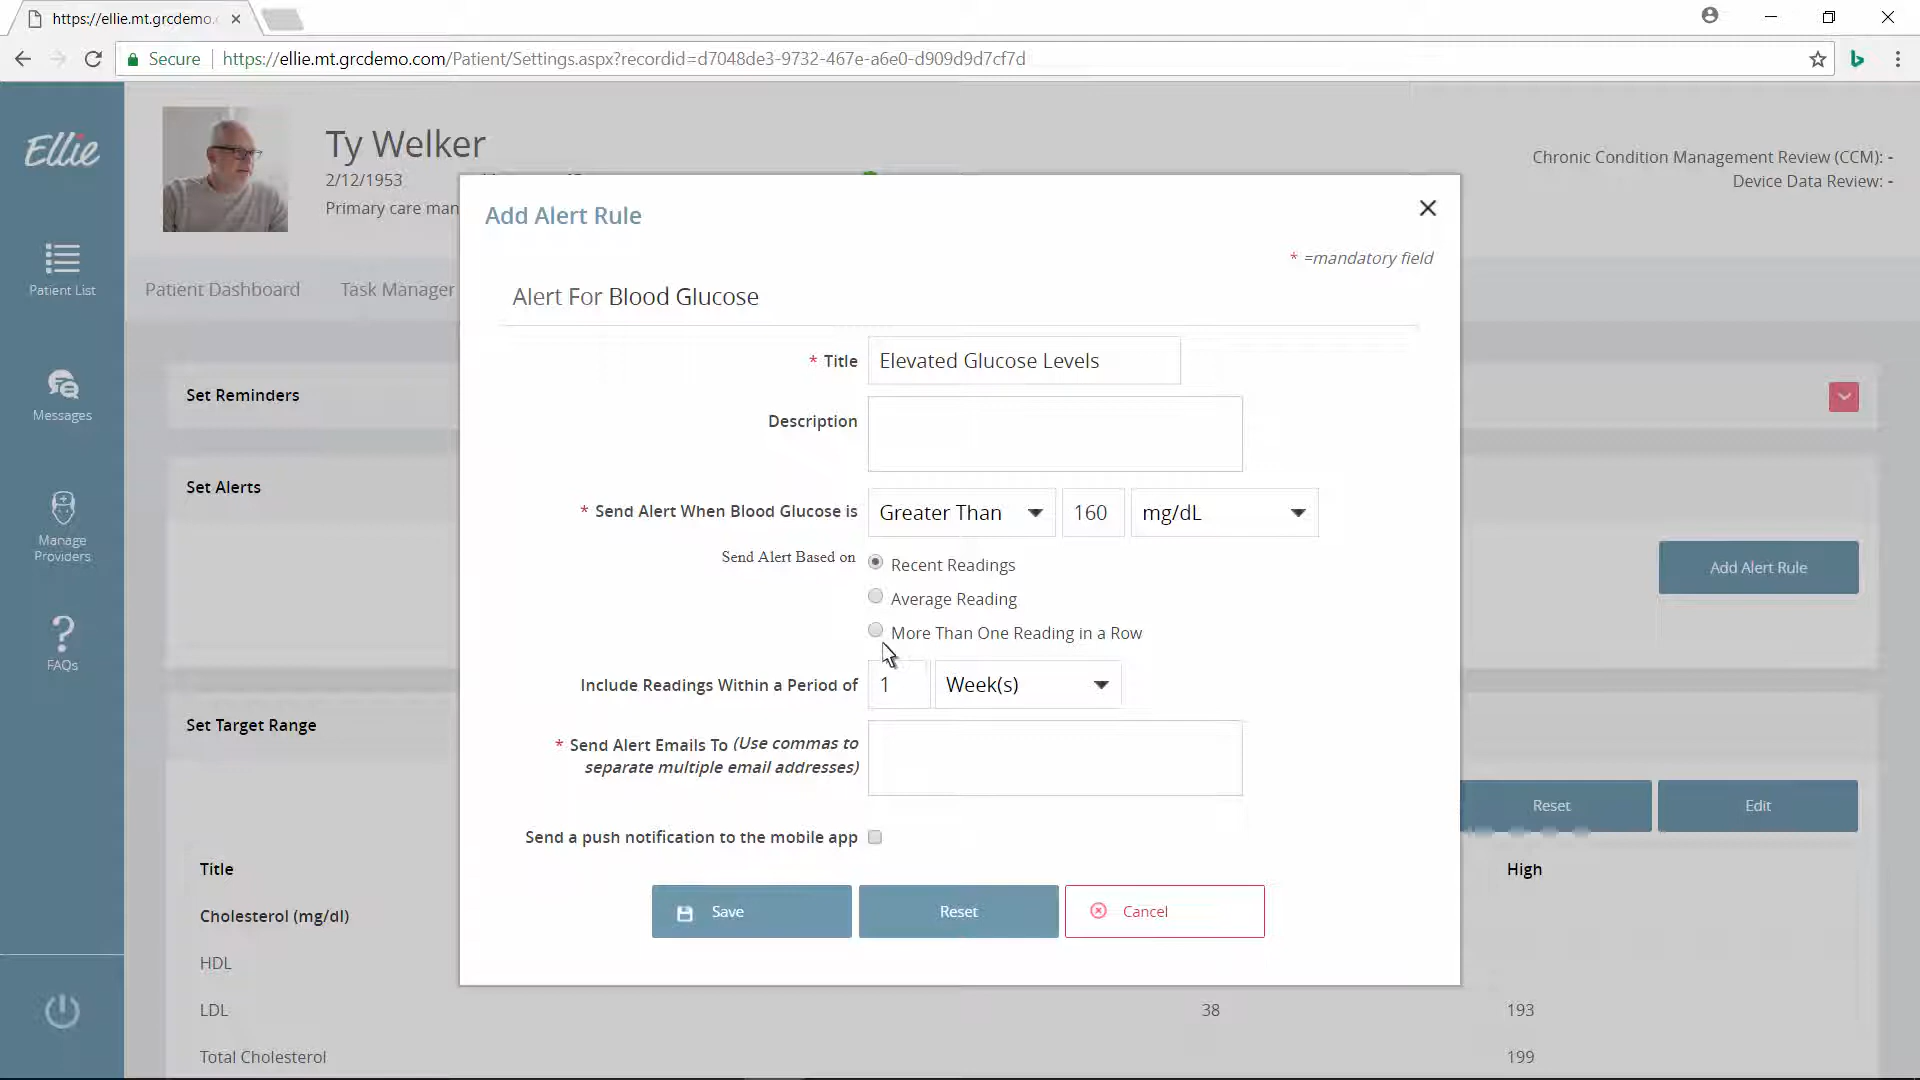 https://ellie.mt.grcdemo.
Secure https://ellie.mt.grcdemo.com/Patient/Settings.aspx?recordid=d7048de3-9732-467e-a6e0-d909d9d7cf7d
Ellie
Ty Welker
2/12/1953
Primary care man
Chronic Condition Management Review (CCM): -
Device Data Review: -
Patient List
Messages
Manage
Providers
FAQs
Patient Dashboard Task Manager
Set Reminders
Set Alerts
Add Alert Rule
Set Target Range
Reset Edit
Title High
Cholesterol (mg/dl)
HDL
LDL 38 193
Total Cholesterol 199
Add Alert Rule
* =mandatory field
Alert For Blood Glucose
* Title Elevated Glucose Levels
Description
* Send Alert When Blood Glucose is Greater Than 160 mg/dL
Send Alert Based on Recent Readings
Average Reading
More Than One Reading in a Row
Include Readings Within a Period of 1 Week(s)
* Send Alert Emails To (Use commas to
separate multiple email addresses)
Send a push notification to the mobile app
Save Reset Cancel